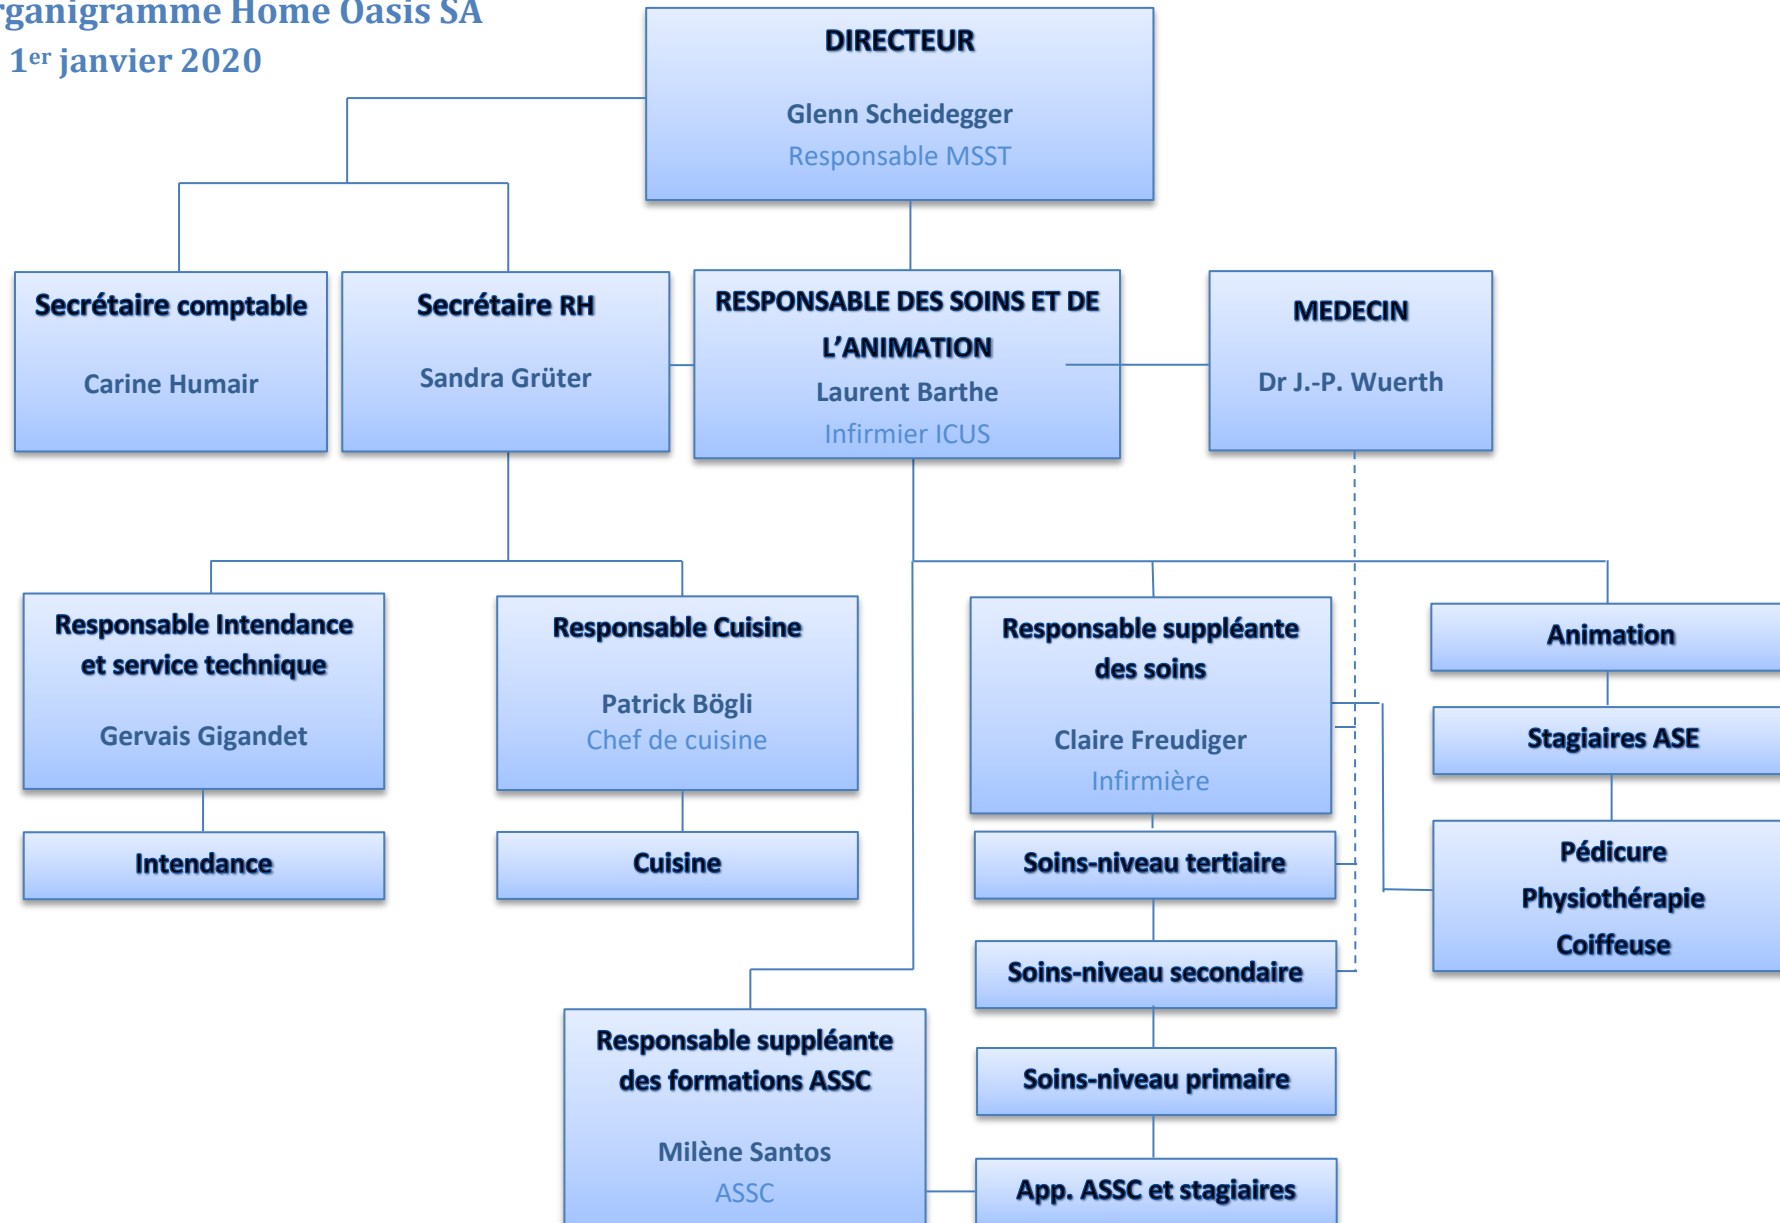 rganigramme Home Oasis SA
1er janvier 2020
DIRECTEUR
Glenn Scheidegger
Responsable MSST
Secrétaire comptable
Carine Humair
Secrétaire RH
Sandra Grüter
RESPONSABLE DES SOINS ET DE
L’ANIMATION
Laurent Barthe
Infirmier ICUS
MEDECIN
Dr J.-P. Wuerth
Responsable Intendance
et service technique
Gervais Gigandet
Intendance
Responsable Cuisine
Patrick Bögli
Chef de cuisine
Cuisine
Responsable suppléante
des soins
Claire Freudiger
Infirmière
Soins-niveau tertiaire
Soins-niveau secondaire
Soins-niveau primaire
App. ASSC et stagiaires
Animation
Stagiaires ASE
Pédicure
Physiothérapie
Coiffeuse
Responsable suppléante
des formations ASSC
Milène Santos
ASSC